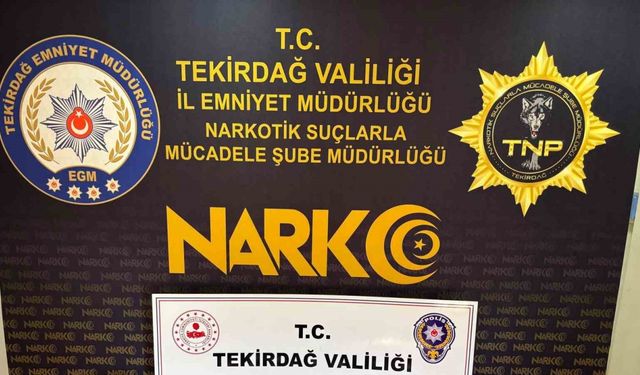 T.C.
TEKİRDAĞ VALİLİĞİ
İL EMNİYET MÜDÜRLÜĞÜ
NARKOTİK SUÇLARLA
MÜCADELE ŞUBE MÜDÜRLÜĞÜ
TEKİRDAĞ EMNİYET MÜDÜRLÜĞÜ
EGM
NARKOTİK SUÇLARLA MÜCADELE ŞUBE MÜDÜRLÜĞÜ
TNP
TEKİRDAĞ
NARKO
T.C.
TEKİRDAĞ VALİLİĞİ
POLİS